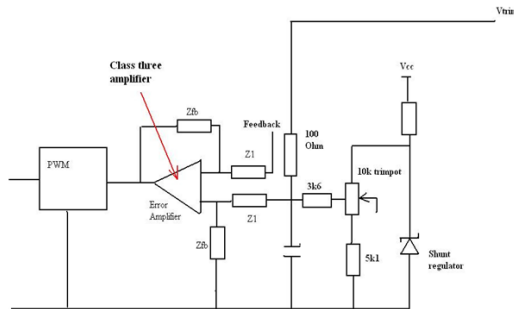 Vtrim
Class three
amplifier
Vcc
Zfb
Feedback
100
Ohm
PWM
Z1
3k6
10k trimpot
Error
Amplifier
Z1
Zfb
5k1
Shunt
regulator